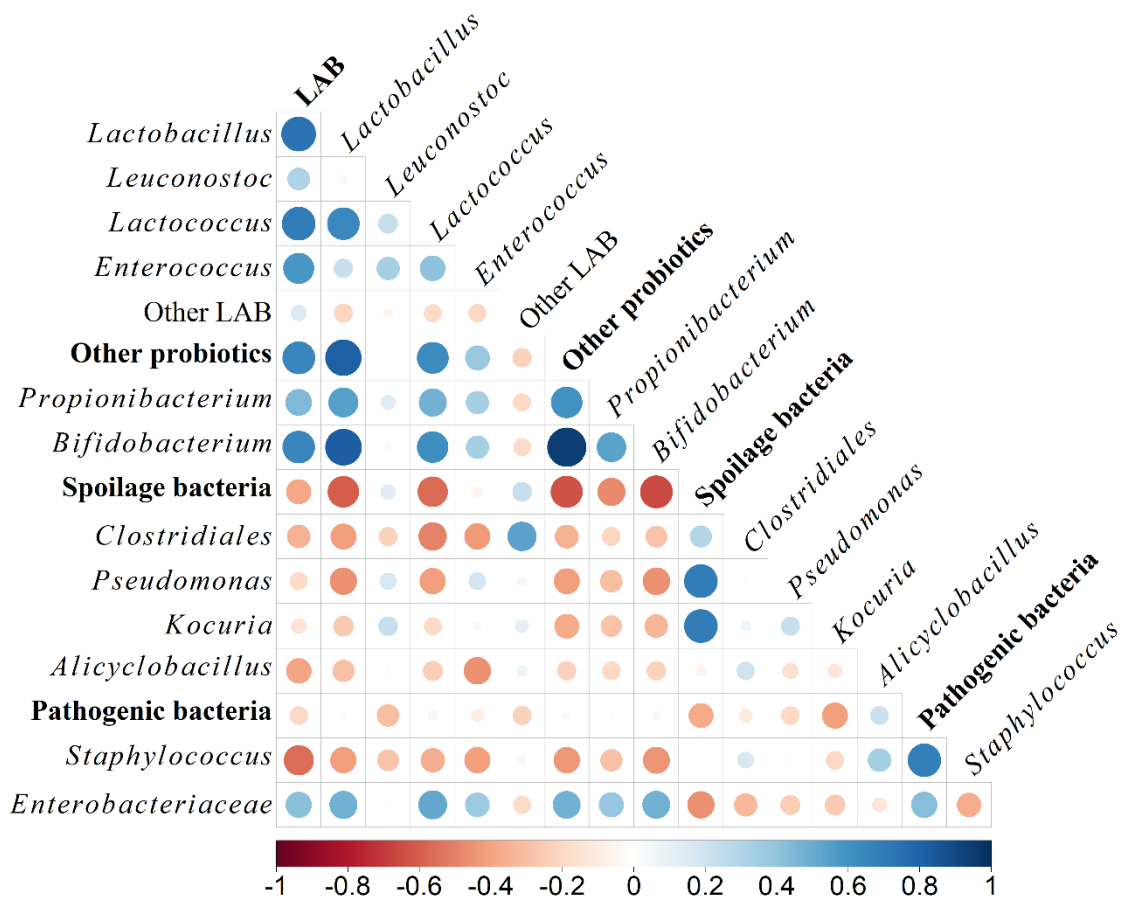 LAB
Lactobacillus
Leuconostoc
Lactococcus
Enterococcus
Other LAB
Other probiotics
Propionibacterium
Bifidobacterium
Spoilage bacteria
Clostridiales
Pseudomonas
Kocuria
Alicyclobacillus
Pathogenic bacteria
Staphylococcus
Lactobacillus
Leuconostoc
Lactococcus
Enterococcus
Other LAB
Other probiotics
Propionibacterium
Bifidobacterium
Spoilage bacteria
Clostridiales
Pseudomonas
Kocuria
Alicyclobacillus
Pathogenic bacteria
Staphylococcus
Enterobacteriaceae
-1 -0.8 -0.6 -0.4 -0.2 0 0.2 0.4 0.6 0.8 1